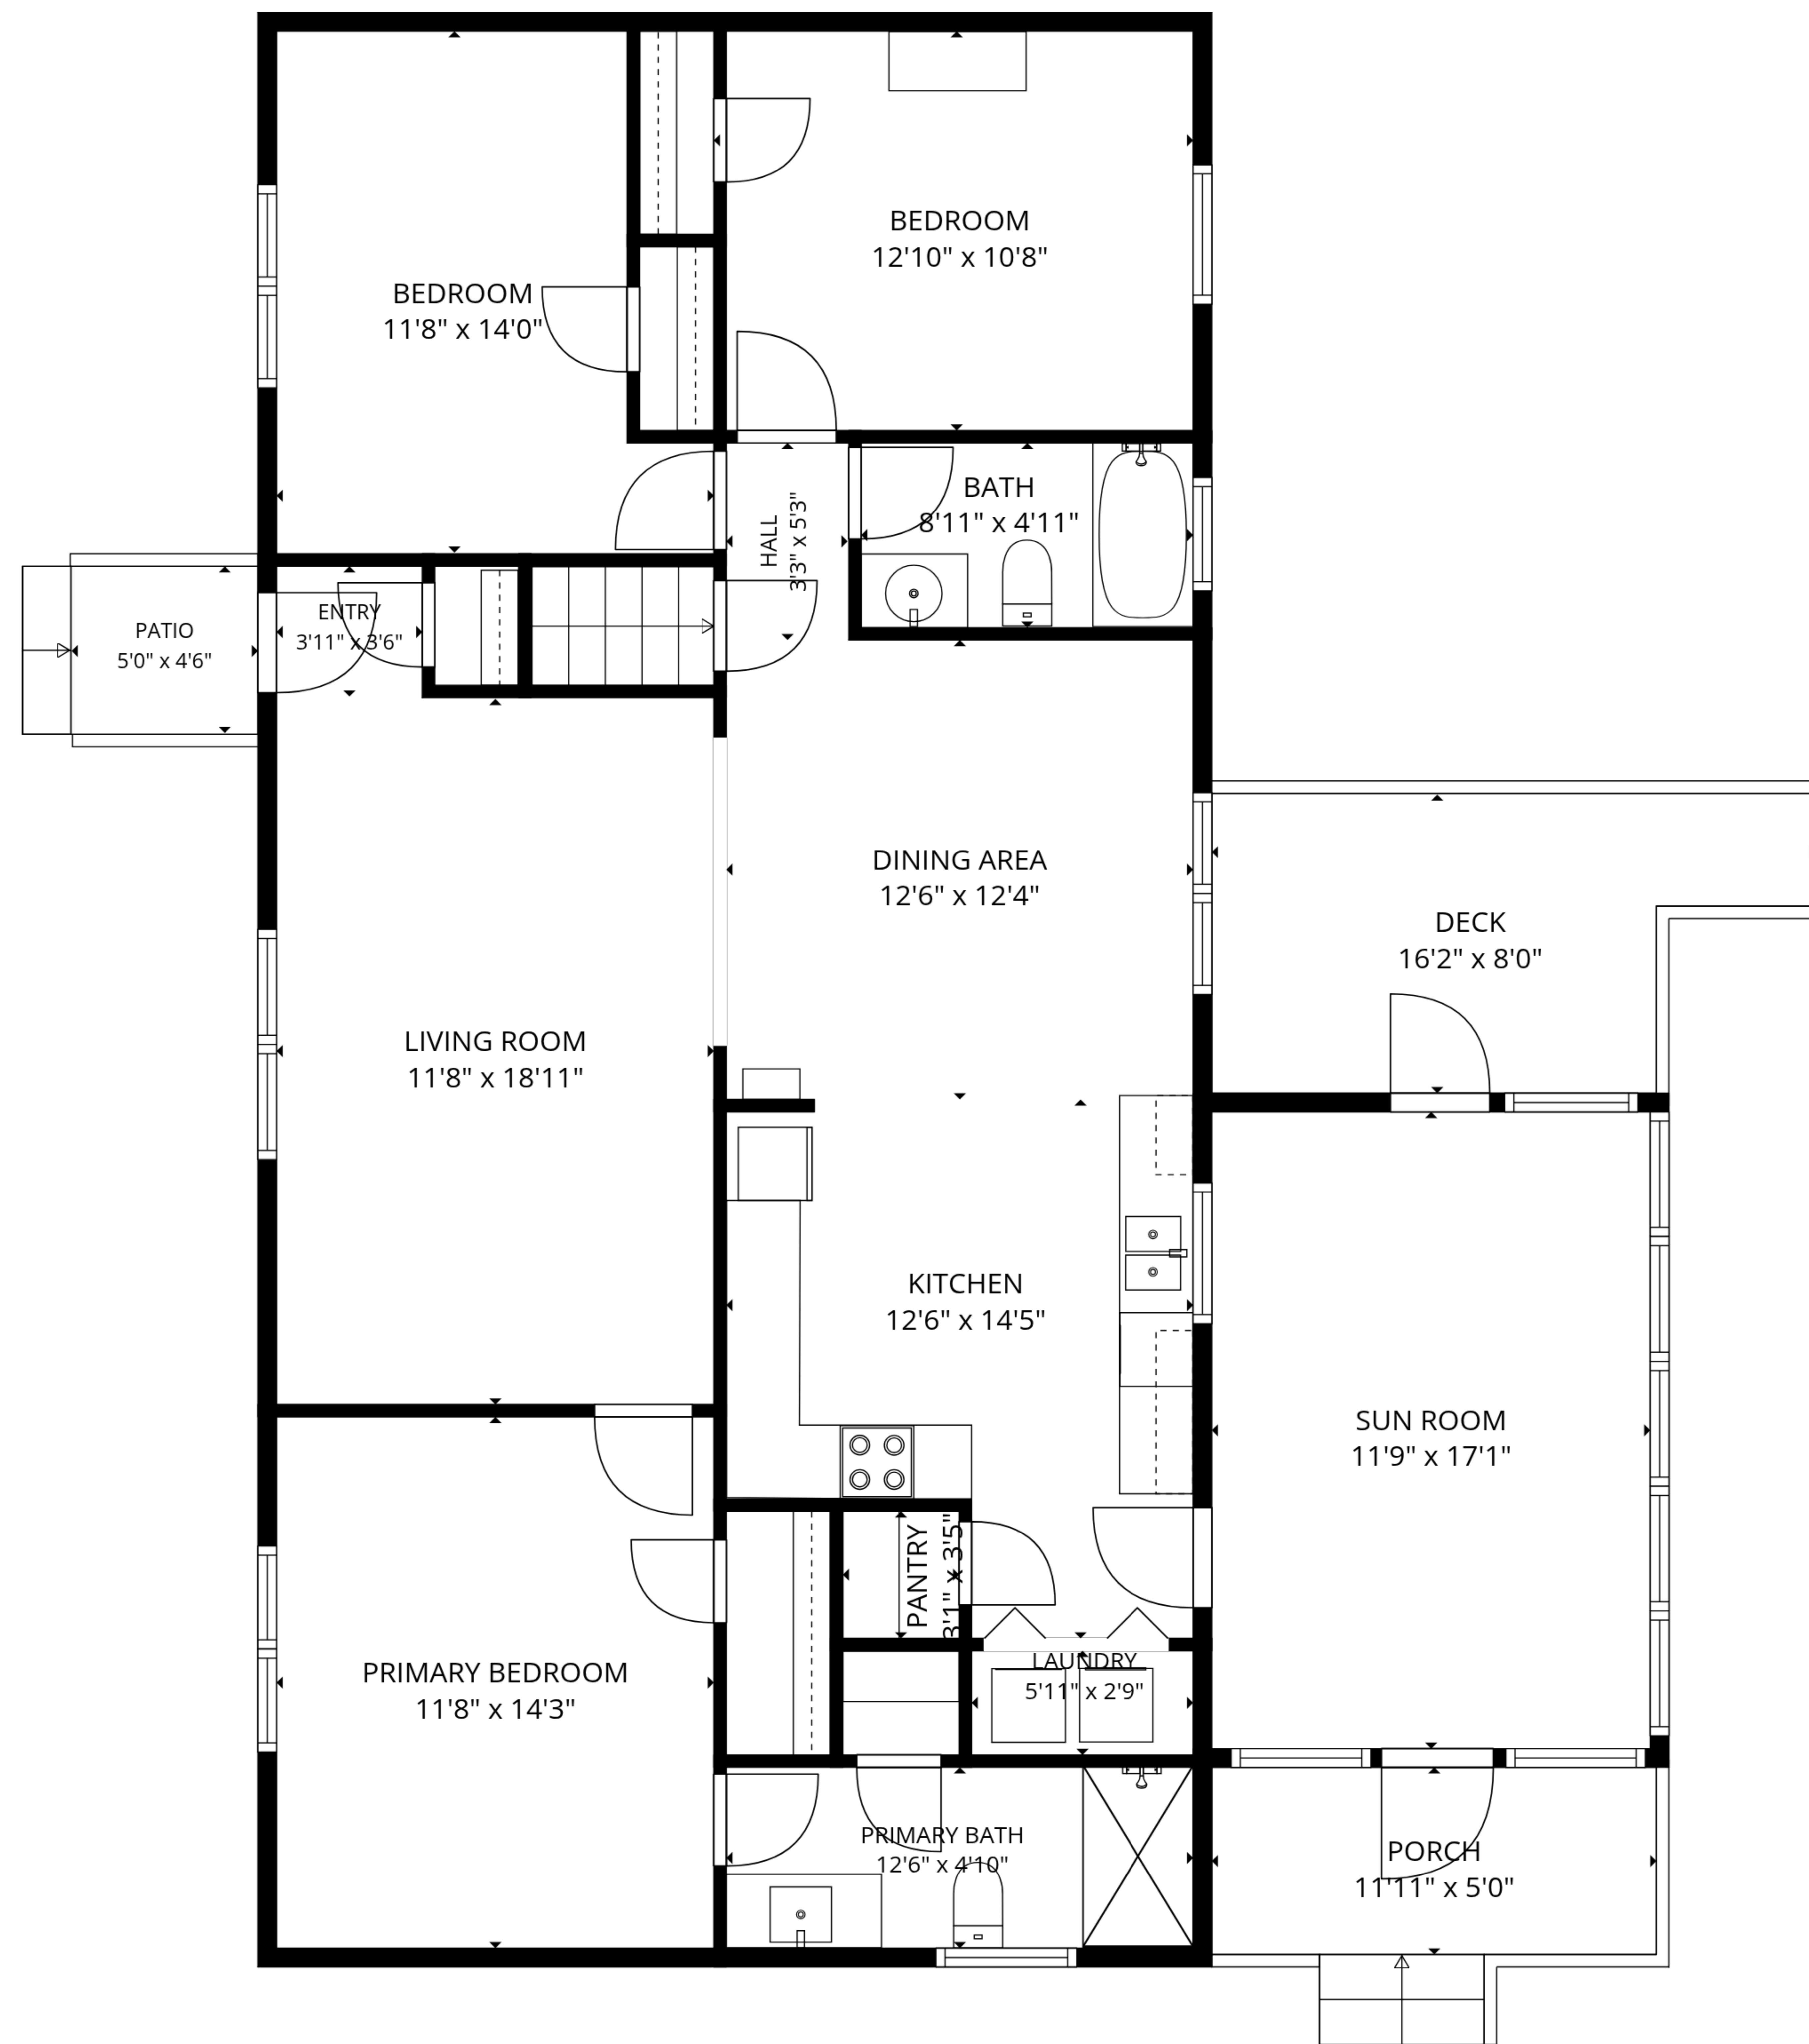 BEDROOM
12'10" x 10'8"
BEDROOM
11'8" x 14'0"
BATH
8'11" x 4'11"
HALL
3'3" x 5'3"
ENTRY
3'11" x 3'6"
PATIO
5'0" x 4'6"
DINING AREA
12'6" x 12'4"
DECK
16'2" x 8'0"
LIVING ROOM
11'8" x 18'11"
KITCHEN
12'6" x 14'5"
SUN ROOM
11'9" x 17'1"
PANTRY
3'1" x 3'5"
LAUNDRY
5'11" x 2'9"
PRIMARY BEDROOM
11'8" x 14'3"
PRIMARY BATH
12'6" x 4'10"
PORCH
11'11" x 5'0"